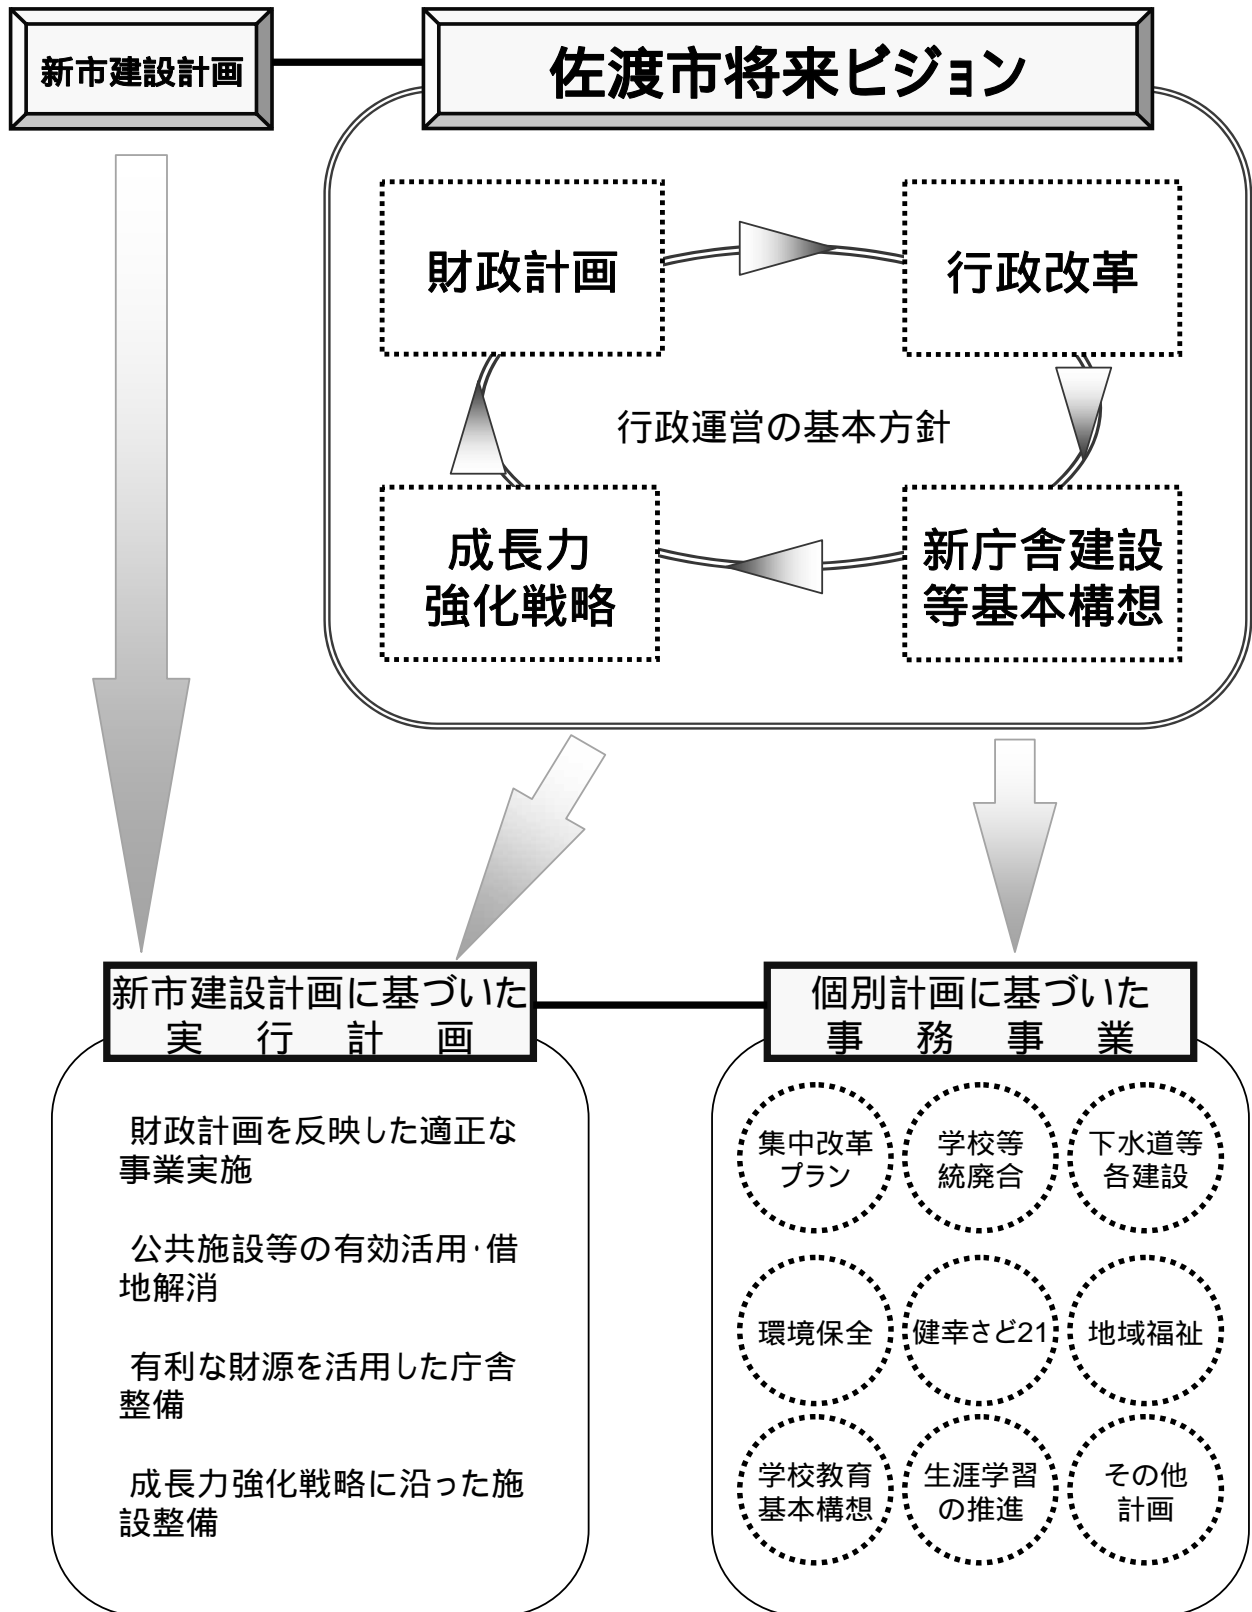 新市建設計画
佐渡市将来ビジョン
財政計画
行政改革
行政運営の基本方針
成長力
強化戦略
新庁舎建設
等基本構想
新市建設計画に基づいた
実行計画
財政計画を反映した適正な
事業実施
公共施設等の有効活用・借
地解消
有利な財源を活用した庁舎
整備
成長力強化戦略に沿った施
設整備
個別計画に基づいた
事務事業
集中改革
プラン
学校等
統廃合
下水道等
各建設
環境保全
健幸さど21
地域福祉
学校教育
基本構想
生涯学習
の推進
その他
計画